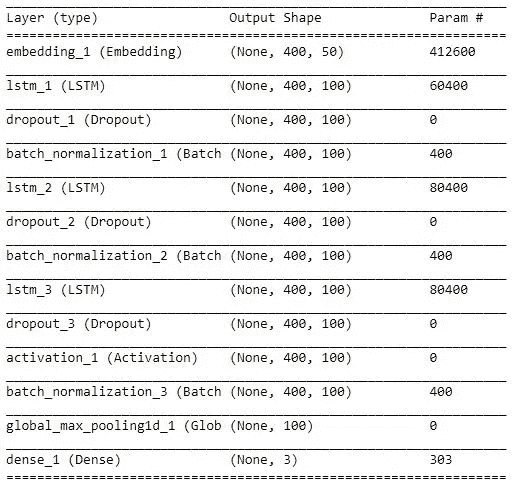 Layer (type) Output Shape Param #
embedding_1 (Embedding) (None, 400, 50) 412600
lstm_1 (LSTM) (None, 400, 100) 60400
dropout_1 (Dropout) (None, 400, 100) 0
batch_normalization_1 (Batch (None, 400, 100) 400
lstm_2 (LSTM) (None, 400, 100) 80400
dropout_2 (Dropout) (None, 400, 100) 0
batch_normalization_2 (Batch (None, 400, 100) 400
lstm_3 (LSTM) (None, 400, 100) 80400
dropout_3 (Dropout) (None, 400, 100) 0
activation_1 (Activation) (None, 400, 100) 0
batch_normalization_3 (Batch (None, 400, 100) 400
global_max_pooling1d_1 (Glob (None, 100) 0
dense_1 (Dense) (None, 3) 303